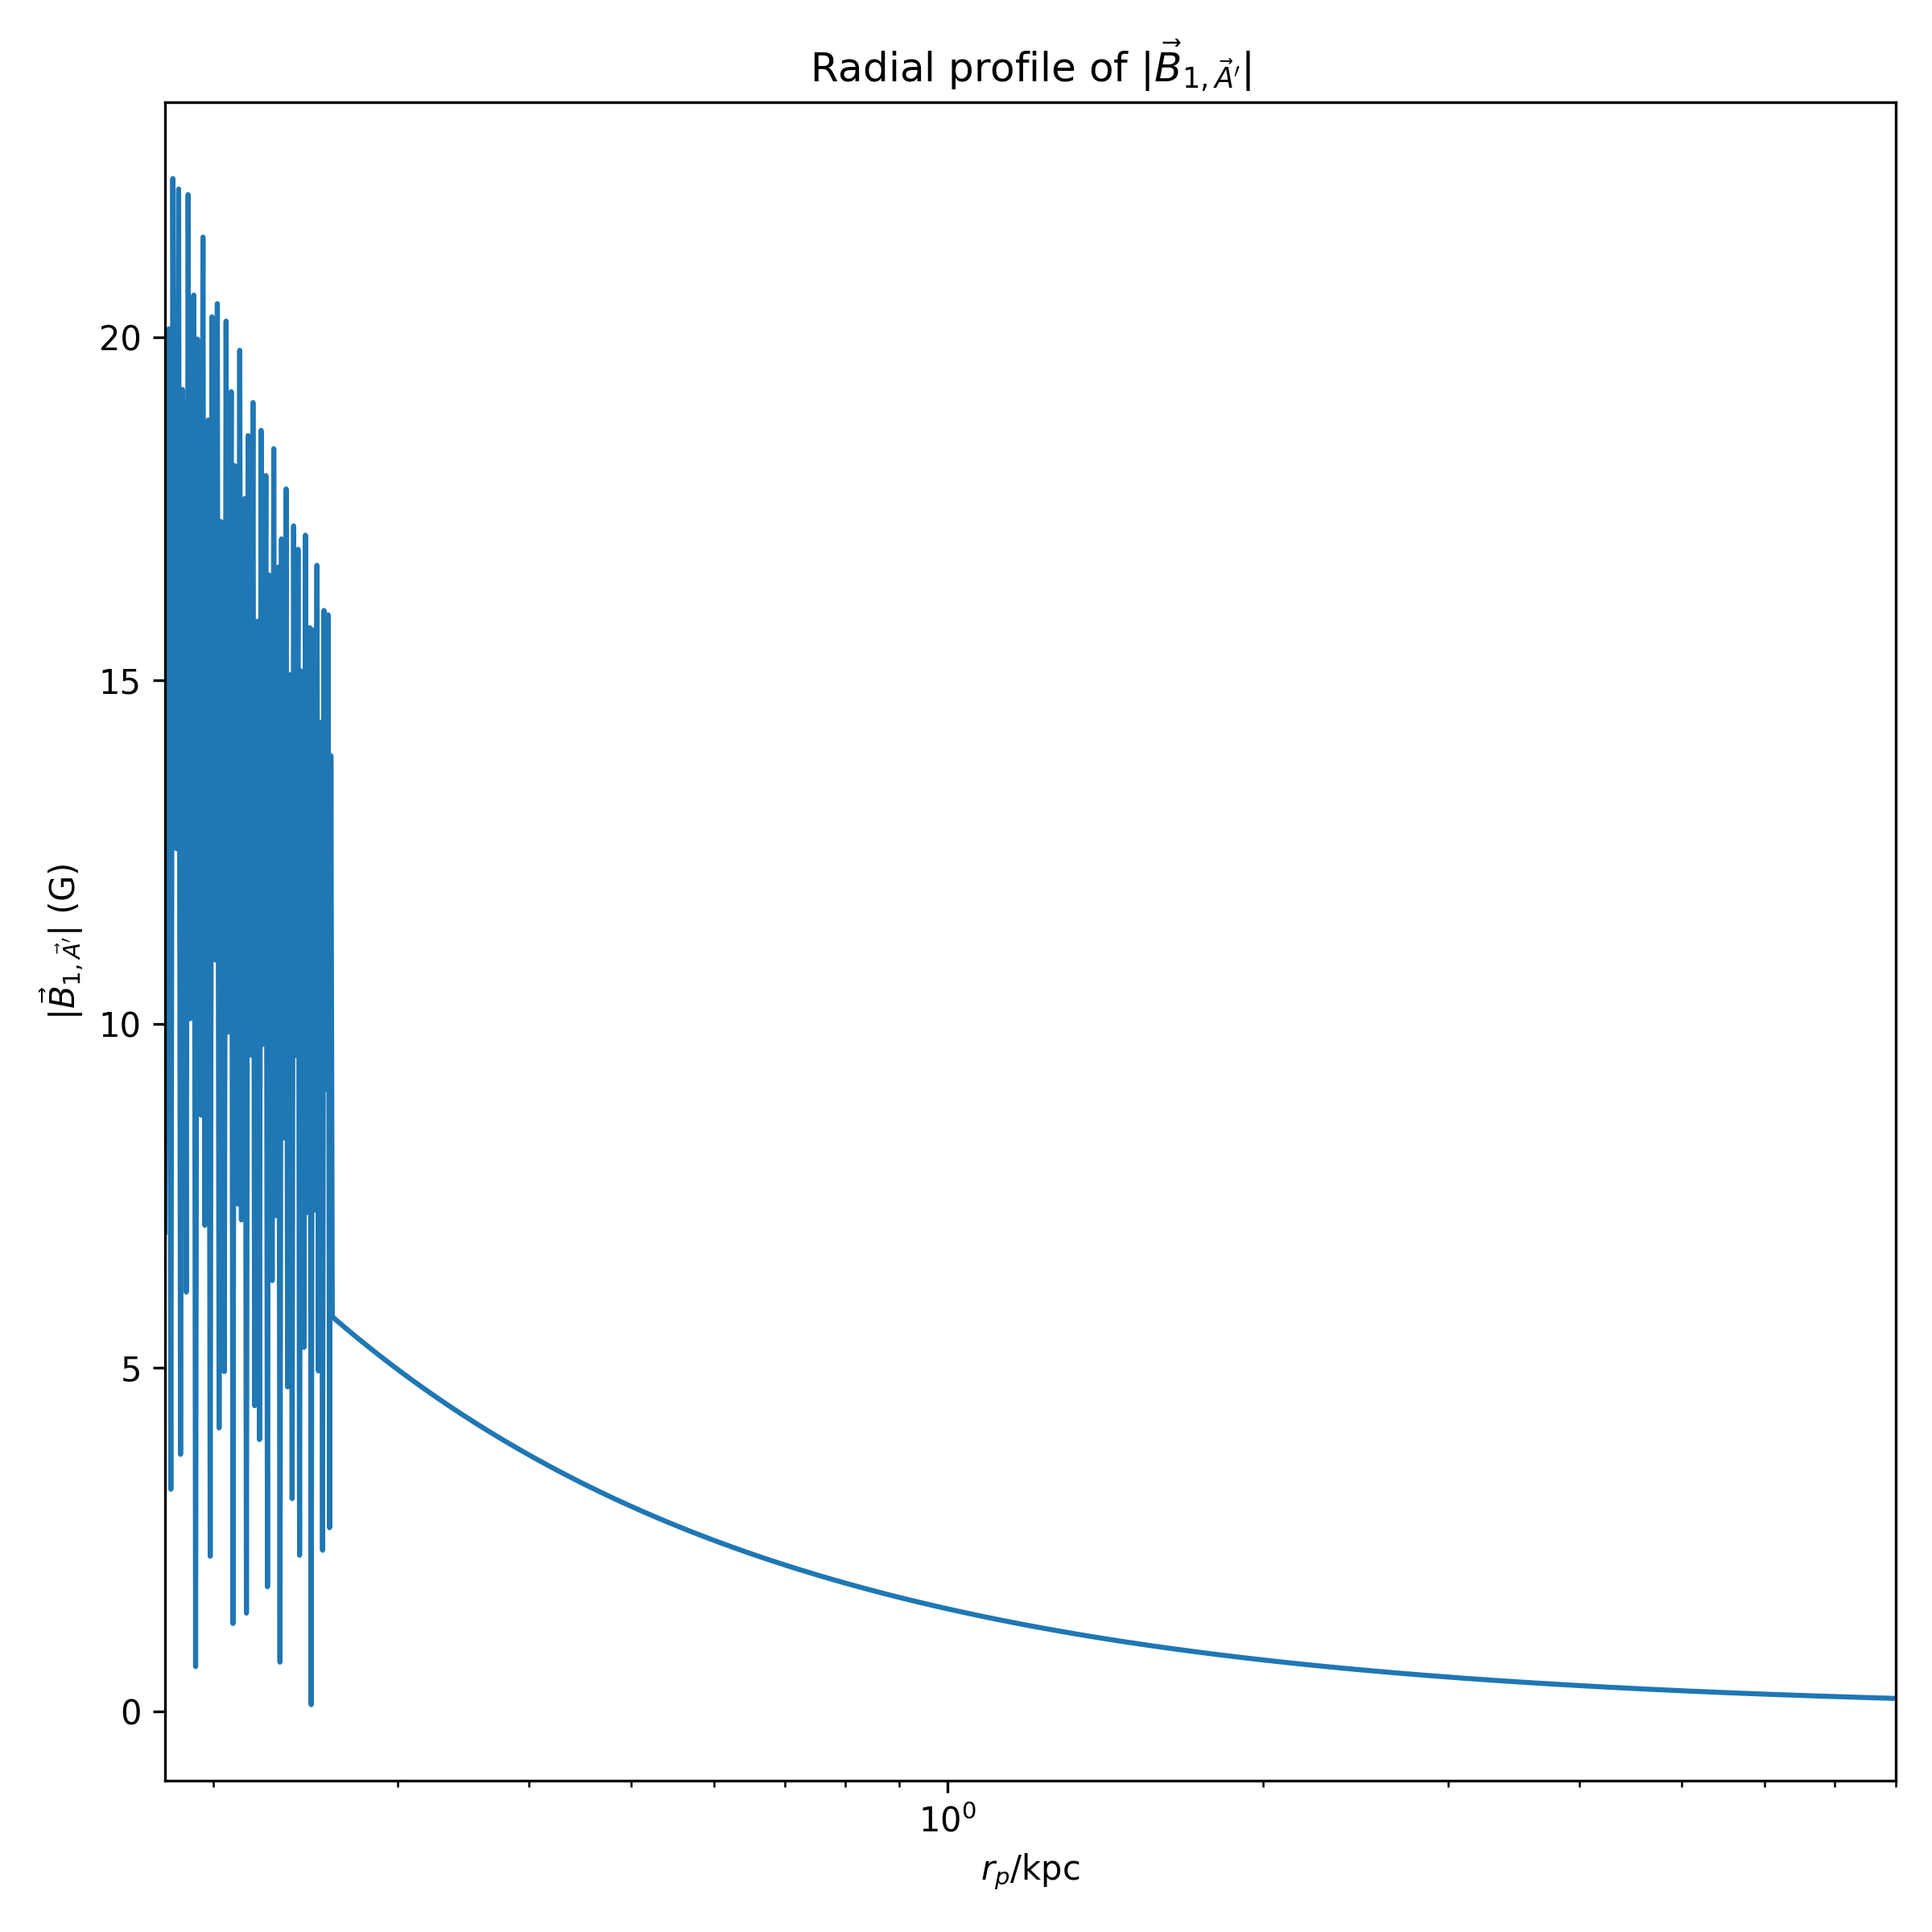 Radial profile of $|\vec{B}_{1,\vec{A}'}|$
$|\vec{B}_{1,\vec{A}'}|$ (G)
20
15
10
5
0
$10^0$
$r_p$/kpc